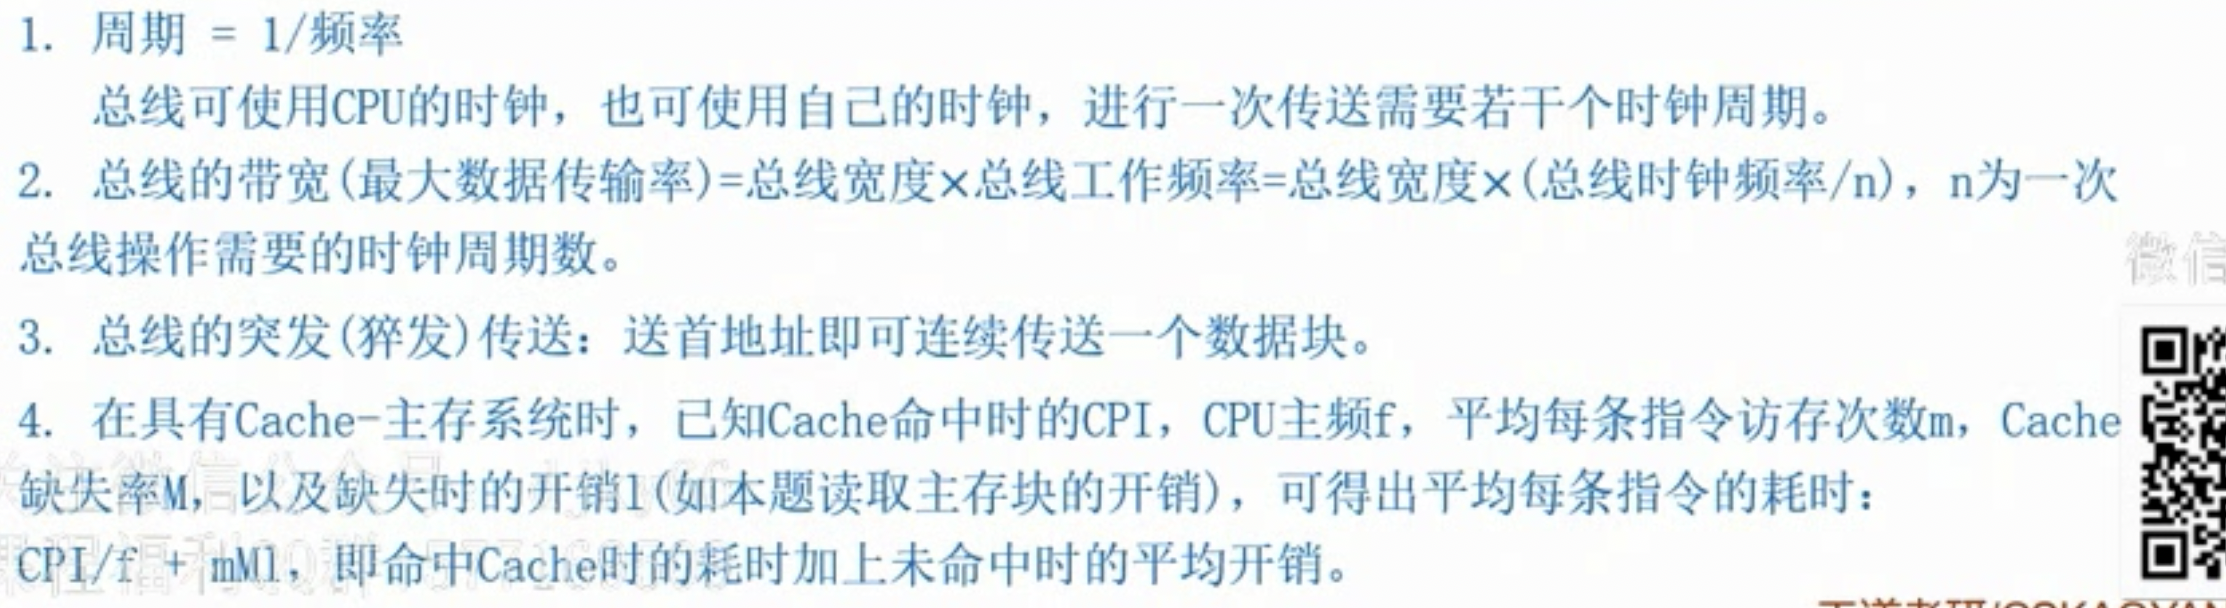 1. 周期 = 1/频率
总线可使用CPU的时钟，也可使用自己的时钟，进行一次传送需要若干个时钟周期。
2. 总线的带宽(最大数据传输率)=总线宽度×总线工作频率=总线宽度×(总线时钟频率/n)，n为一次
总线操作需要的时钟周期数。
微信
3. 总线的突发(猝发)传送：送首地址即可连续传送一个数据块。
4. 在具有Cache-主存系统时，已知Cache命中时的CPI，CPU主频f，平均每条指令访存次数m，Cache
缺失率M，以及缺失时的开销l(如本题读取主存块的开销)，可得出平均每条指令的耗时：
CPI/f + mMl，即命中Cache时的耗时加上未命中时的平均开销。